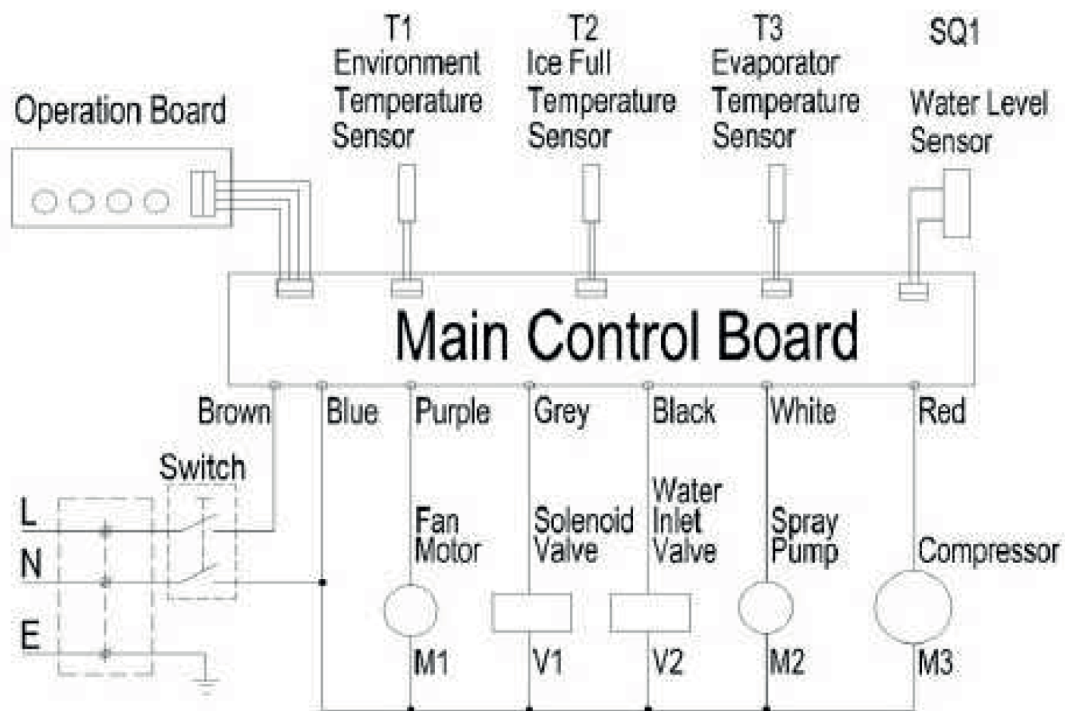 T1
T2
T3
SQ1
Environment
Temperature
Sensor
Ice Full
Temperature
Sensor
Evaporator
Temperature
Sensor
Water Level
Sensor
Operation Board
Main Control Board
Brown
Blue
Purple
Grey
Black
White
Red
Switch
L
N
E
Fan
Motor
Solenoid
Valve
Water
Inlet
Valve
Spray
Pump
Compressor
M1
V1
V2
M2
M3